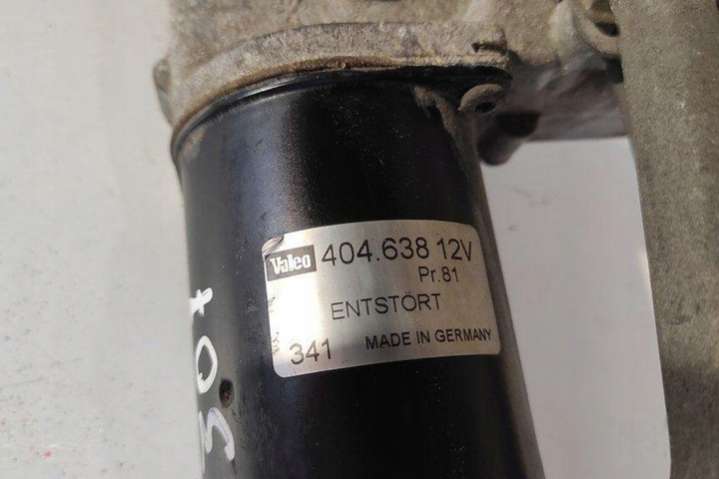 Valeo 404.638 12V
Pr.81
ENTSTÖRT
341 MADE IN GERMANY